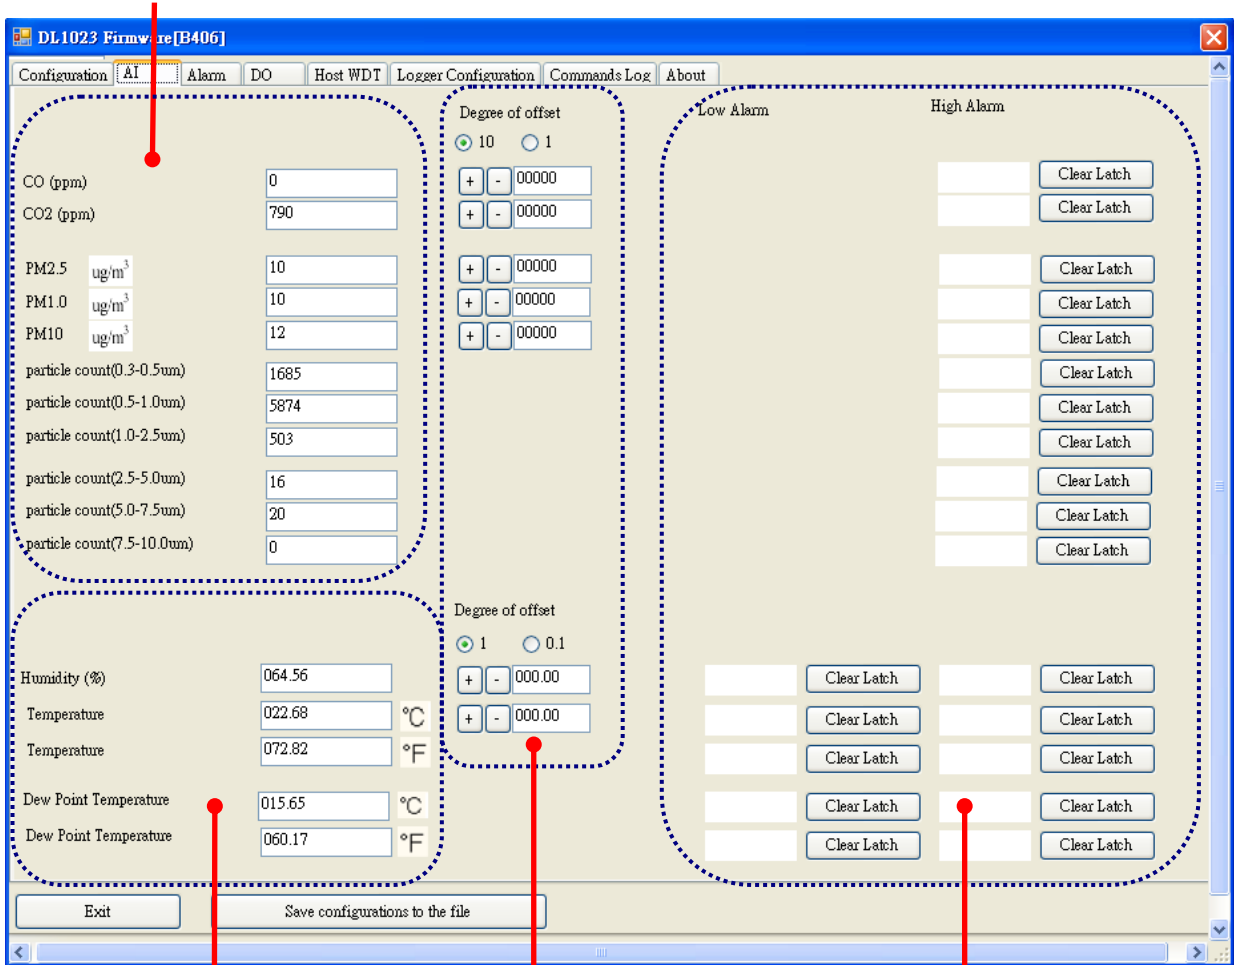 DL1023 Firmware[B406]
Configuration AI Alarm DO Host WDT Logger Configuration Commands Log About
Degree of offset Low Alarm High Alarm
10 1
CO (ppm) 0 + - 00000 Clear Latch
CO2 (ppm) 790 + - 00000 Clear Latch
PM2.5 ug/m³ 10 + - 00000 Clear Latch
PM1.0 ug/m³ 10 + - 00000 Clear Latch
PM10 ug/m³ 12 + - 00000 Clear Latch
particle count(0.3-0.5um) 1685 Clear Latch
particle count(0.5-1.0um) 5874 Clear Latch
particle count(1.0-2.5um) 503 Clear Latch
particle count(2.5-5.0um) 16 Clear Latch
particle count(5.0-7.5um) 20 Clear Latch
particle count(7.5-10.0um) 0 Clear Latch
Degree of offset
1 0.1
Humidity (%) 064.56 + - 000.00 Clear Latch Clear Latch
Temperature 022.68 °C + - 000.00 Clear Latch Clear Latch
Temperature 072.82 °F Clear Latch Clear Latch
Dew Point Temperature 015.65 °C Clear Latch Clear Latch
Dew Point Temperature 060.17 °F Clear Latch Clear Latch
Exit Save configurations to the file